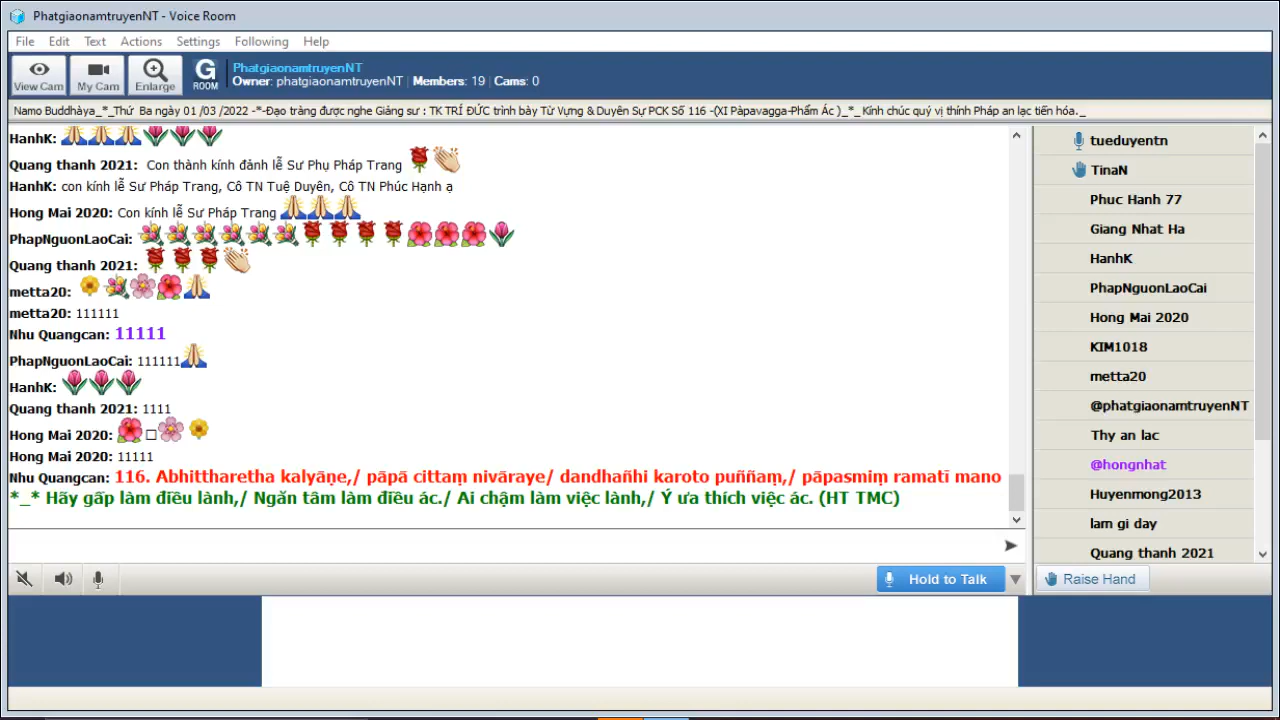 PhatgiaonamtruyenNT - Voice Room
File Edit Text Actions Settings Following Help
View Cam My Cam Enlarge G ROOM
PhatgiaonamtruyenNT
Owner: phatgiaonamtruyenNT | Members: 19 | Cams: 0
Namo Buddhàya_*_Thứ Ba ngày 01 /03 /2022 -*-Đạo tràng được nghe Giảng sư : TK TRÍ ĐỨC trình bày Từ Vựng & Duyên Sự PCK Số 116 -(XI Pàpavagga-Phẩm Ác )_*_Kính chúc quý vị thính Pháp an lạc tiến hóa._
HanhK: 🙏🙏🙏🌷🌷🌷
Quang thanh 2021: Con thành kính đảnh lễ Sư Phụ Pháp Trang 🌹👏
HanhK: con kính lễ Sư Pháp Trang, Cô TN Tuệ Duyên, Cô TN Phúc Hạnh ạ
Hong Mai 2020: Con kính lễ Sư Pháp Trang 🙏🙏🙏
PhapNguonLaoCai: 💐💐💐💐💐💐🌹🌹🌹🌹🌺🌺🌺🌷
Quang thanh 2021: 🌹🌹🌹👏
metta20: 🌼💐🌸🌺🙏
metta20: 111111
Nhu Quangcan: 11111
PhapNguonLaoCai: 111111🙏
HanhK: 🌷🌷🌷
Quang thanh 2021: 1111
Hong Mai 2020: 🌺□🌸🌼
Hong Mai 2020: 11111
Nhu Quangcan: 116. Abhittharetha kalyāṇe,/ pāpā cittaṃ nivāraye/ dandhañhi karoto puññaṃ,/ pāpasmiṃ ramatī mano
*_* Hãy gấp làm điều lành,/ Ngăn tâm làm điều ác./ Ai chậm làm việc lành,/ Ý ưa thích việc ác. (HT TMC)
tueduyentn
TinaN
Phuc Hanh 77
Giang Nhat Ha
HanhK
PhapNguonLaoCai
Hong Mai 2020
KIM1018
metta20
@phatgiaonamtruyenNT
Thy an lac
@hongnhat
Huyenmong2013
lam gi day
Quang thanh 2021
Hold to Talk
Raise Hand